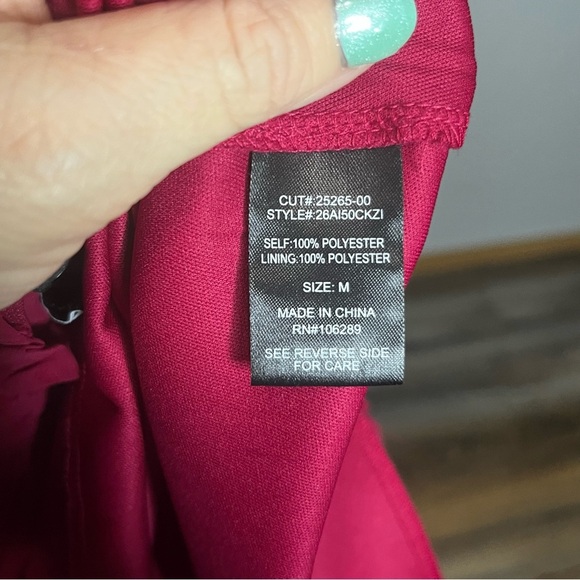 CUT#:25265-00
STYLE#:26AI50CKZI
SELF:100% POLYESTER
LINING:100% POLYESTER
SIZE: M
MADE IN CHINA
RN#106289
SEE REVERSE SIDE
FOR CARE